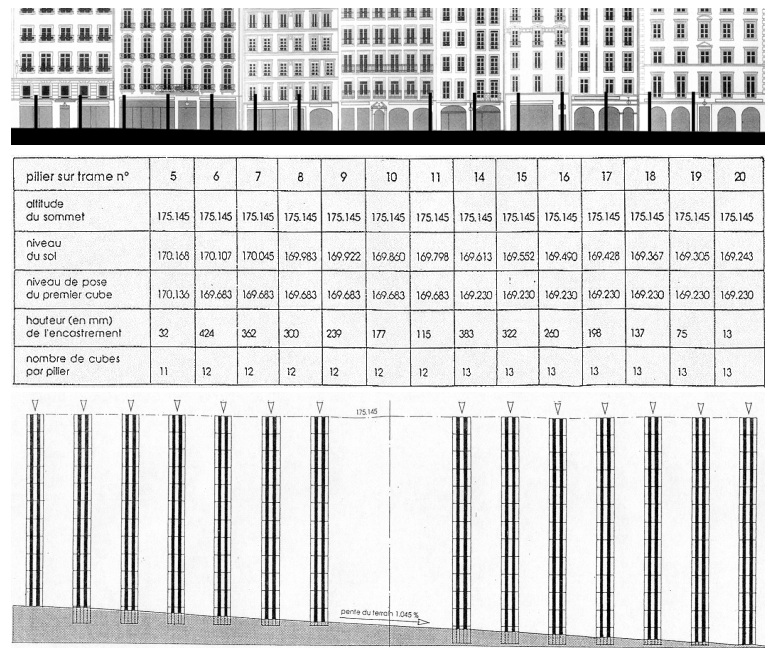 pilier sur trame n° 5 6 7 8 9 10 11 14 15 16 17 18 19 20
altitude
du sommet 175.145 175.145 175.145 175.145 175.145 175.145 175.145 175.145 175.145 175.145 175.145 175.145 175.145 175.145
niveau
du sol 170.168 170.107 170.045 169.983 169.922 169.860 169.798 169.613 169.552 169.490 169.428 169.367 169.305 169.243
niveau de pose
du premier cube 170.136 169.683 169.683 169.683 169.683 169.683 169.683 169.230 169.230 169.230 169.230 169.230 169.230 169.230
hauteur (en mm)
de l'encastrement 32 424 362 300 239 177 115 383 322 260 198 137 75 13
nombre de cubes
par pilier 11 12 12 12 12 12 12 13 13 13 13 13 13 13
175.145
pente du terrain 1.045 %